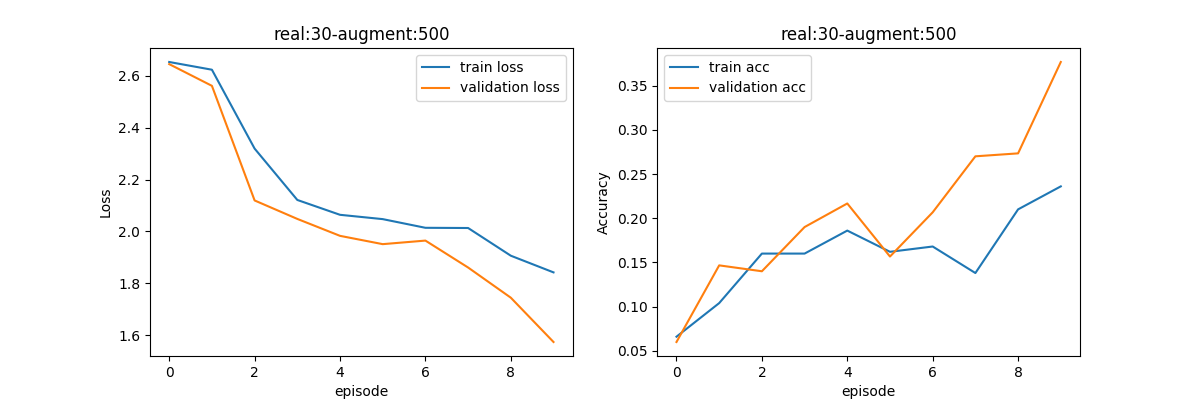 real:30-augment:500
train loss
validation loss
2.6
2.4
2.2
2.0
1.8
1.6
Loss
0
2
4
6
8
episode
real:30-augment:500
train acc
validation acc
0.35
0.30
0.25
0.20
0.15
0.10
0.05
Accuracy
0
2
4
6
8
episode